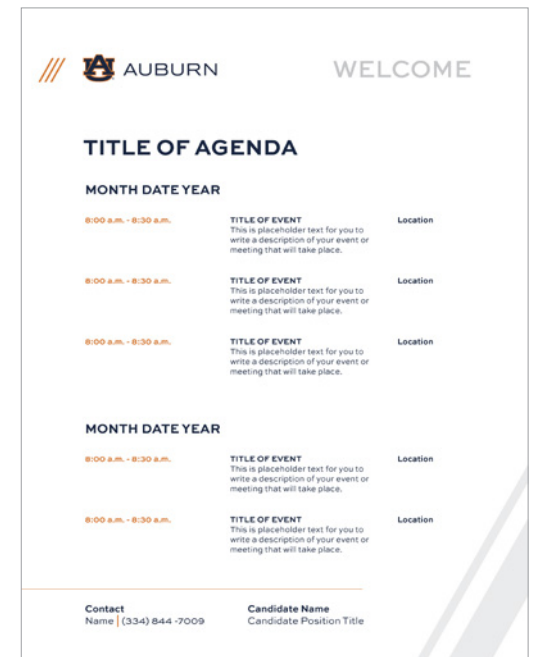 AUBURN
WELCOME
TITLE OF AGENDA
MONTH DATE YEAR
8:00 a.m. - 8:30 a.m.
TITLE OF EVENT
This is placeholder text for you to
write a description of your event or
meeting that will take place.
Location
8:00 a.m. - 8:30 a.m.
TITLE OF EVENT
This is placeholder text for you to
write a description of your event or
meeting that will take place.
Location
8:00 a.m. - 8:30 a.m.
TITLE OF EVENT
This is placeholder text for you to
write a description of your event or
meeting that will take place.
Location
MONTH DATE YEAR
8:00 a.m. - 8:30 a.m.
TITLE OF EVENT
This is placeholder text for you to
write a description of your event or
meeting that will take place.
Location
8:00 a.m. - 8:30 a.m.
TITLE OF EVENT
This is placeholder text for you to
write a description of your event or
meeting that will take place.
Location
Contact
Name | (334) 844 -7009
Candidate Name
Candidate Position Title